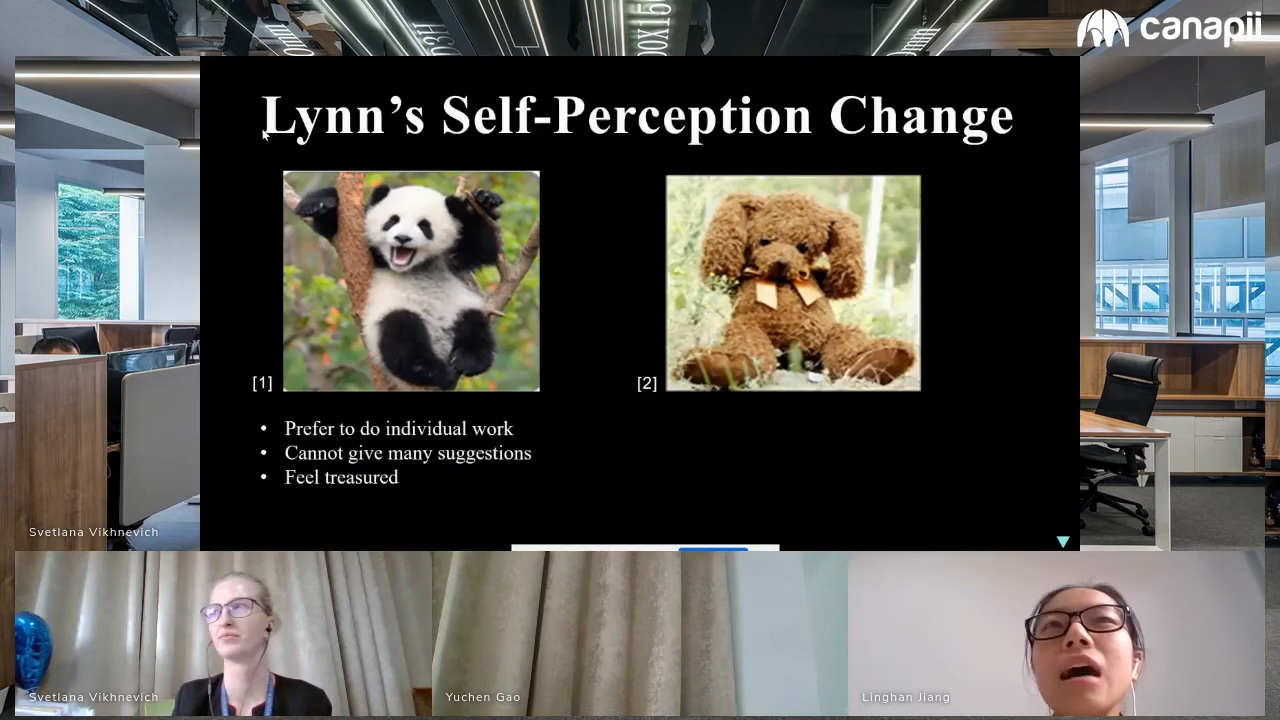 canapii
Lynn's Self-Perception Change
[1]
[2]
• Prefer to do individual work
• Cannot give many suggestions
• Feel treasured
Svetlana Vikhnevich
Svetlana Vikhnevich
Yuchen Gao
Linghan Jiang